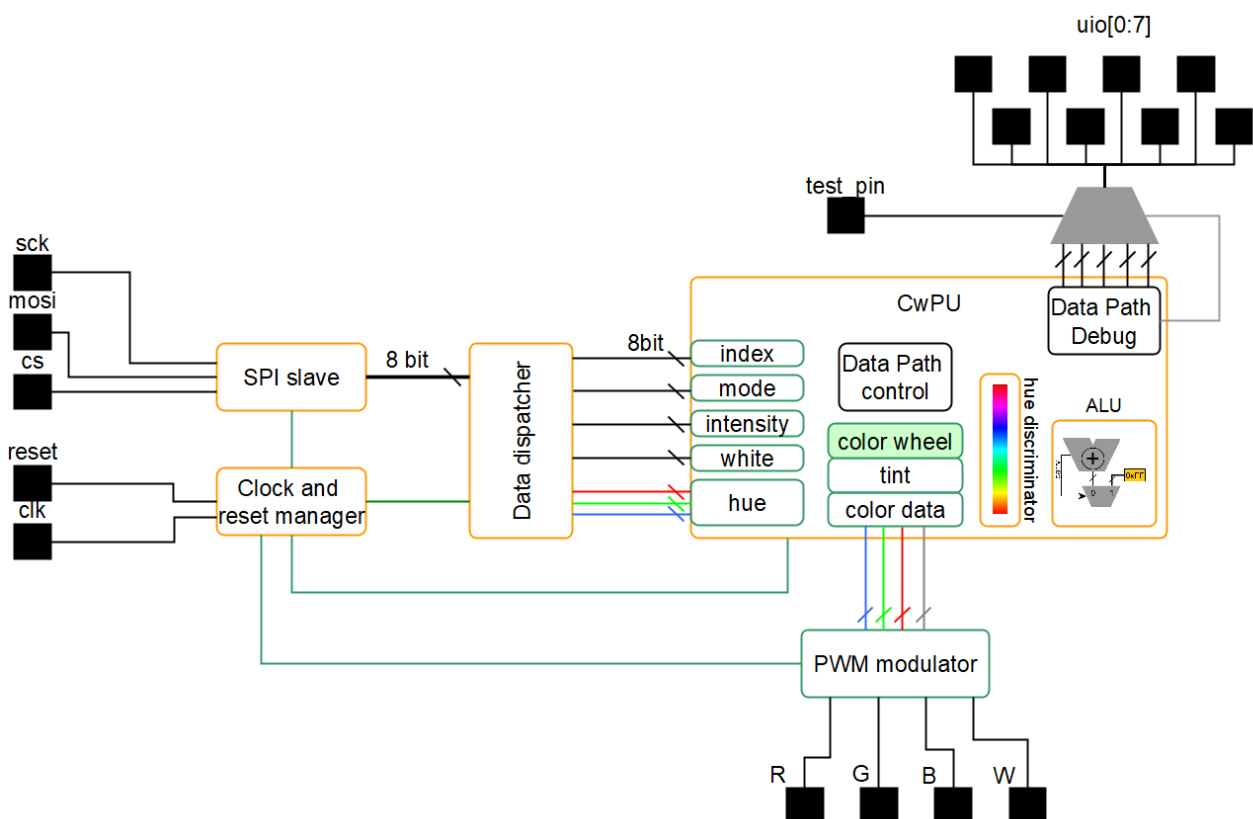 uio[0:7]
test_pin
sck
mosi
cs
reset
clk
SPI slave
8 bit
Clock and
reset manager
Data dispatcher
8bit
CwPU
index
mode
intensity
white
hue
Data Path
control
color wheel
tint
color data
hue discriminator
Data Path
Debug
ALU
+
0xFF
0
1
PWM modulator
R
G
B
W